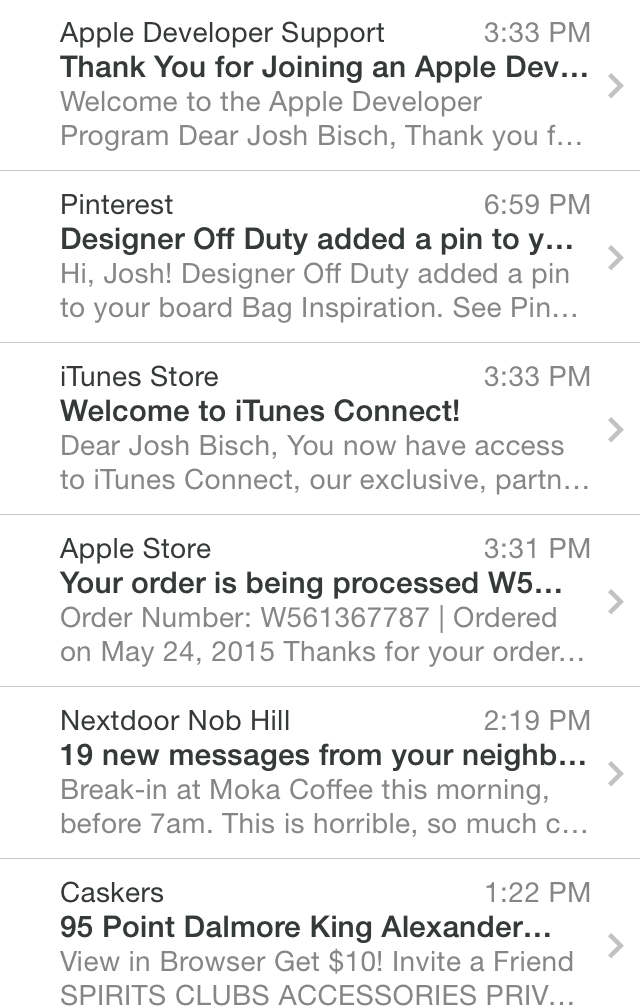 Apple Developer Support 3:33 PM
Thank You for Joining an Apple Dev...
Welcome to the Apple Developer
Program Dear Josh Bisch, Thank you f...
Pinterest 6:59 PM
Designer Off Duty added a pin to y...
Hi, Josh! Designer Off Duty added a pin
to your board Bag Inspiration. See Pin...
iTunes Store 3:33 PM
Welcome to iTunes Connect!
Dear Josh Bisch, You now have access
to iTunes Connect, our exclusive, partn...
Apple Store 3:31 PM
Your order is being processed W5...
Order Number: W561367787 | Ordered
on May 24, 2015 Thanks for your order...
Nextdoor Nob Hill 2:19 PM
19 new messages from your neighb...
Break-in at Moka Coffee this morning,
before 7am. This is horrible, so much c...
Caskers 1:22 PM
95 Point Dalmore King Alexander...
View in Browser Get $10! Invite a Friend
SPIRITS CLUBS ACCESSORIES PRIV...